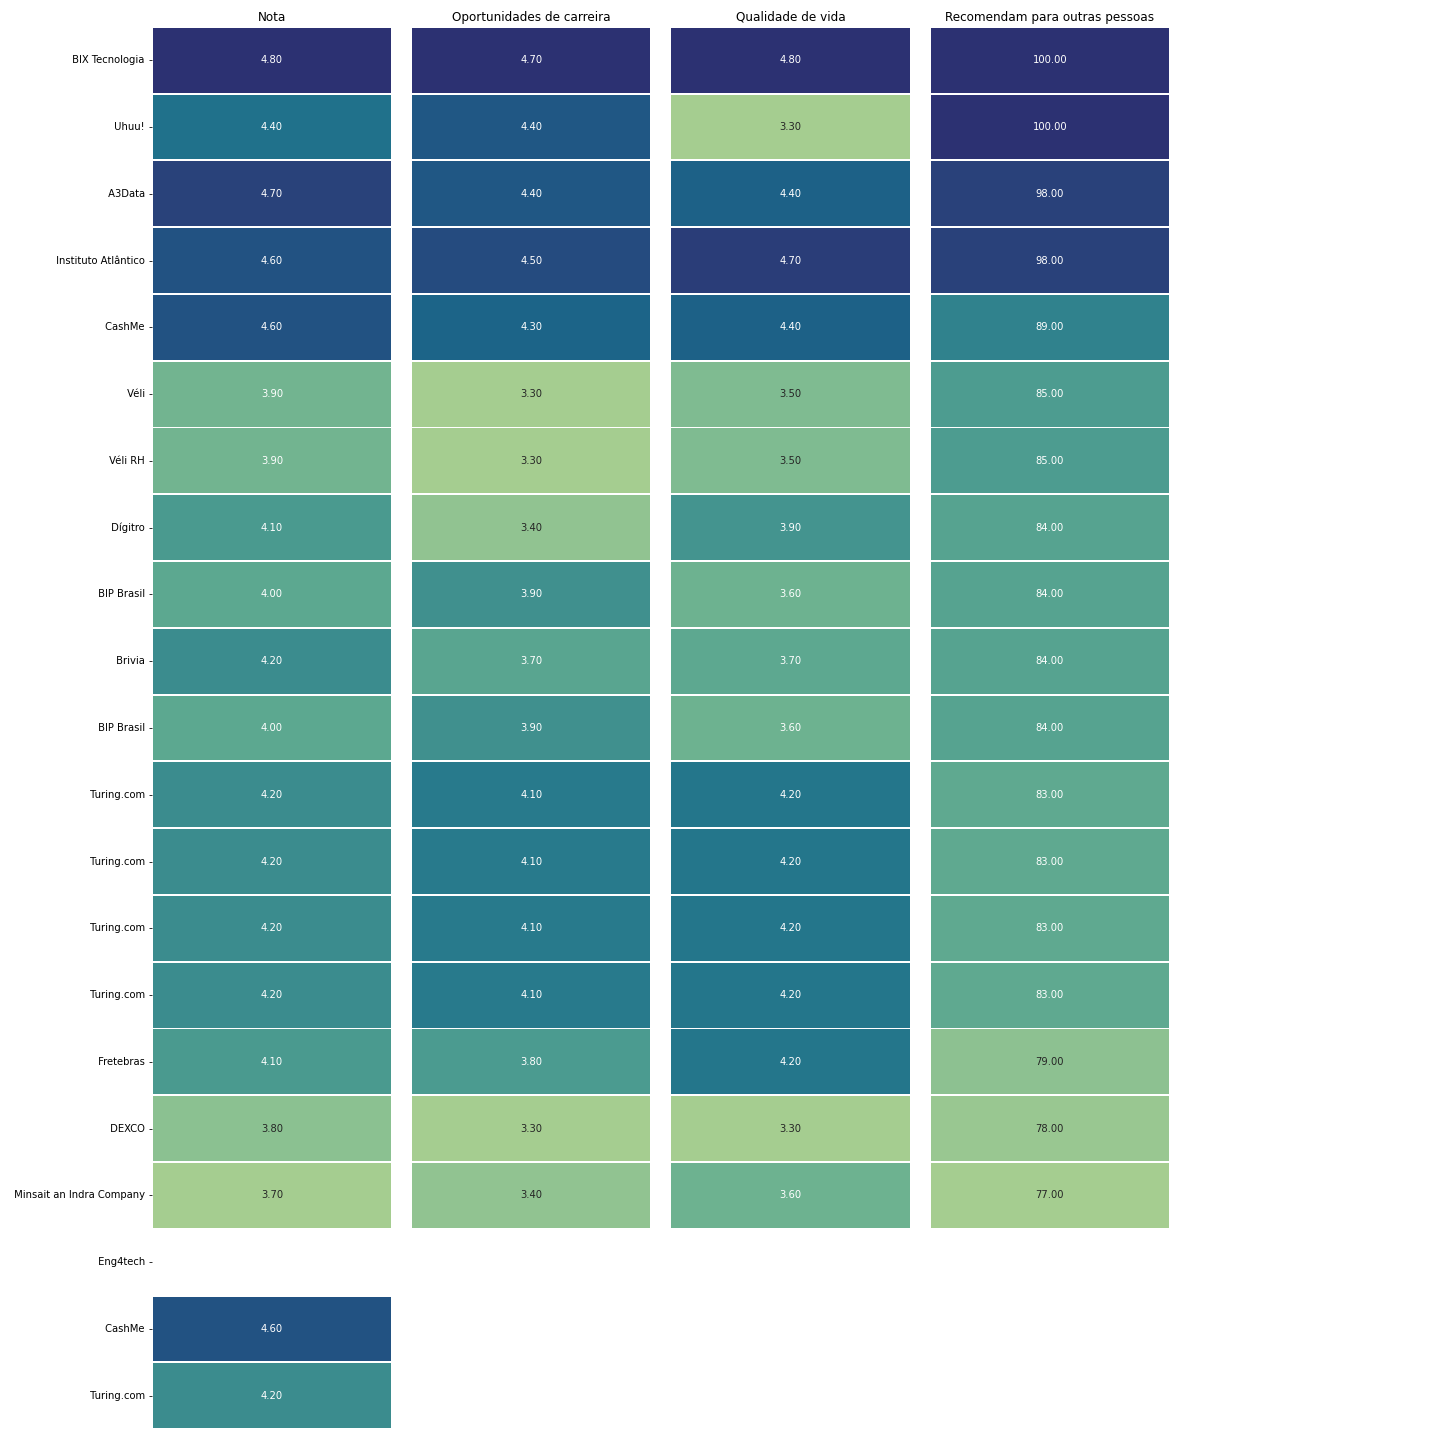 Nota Oportunidades de carreira Qualidade de vida Recomendam para outras pessoas
BIX Tecnologia 4.80 4.70 4.80 100.00
Uhuu! 4.40 4.40 3.30 100.00
A3Data 4.70 4.40 4.40 98.00
Instituto Atlântico 4.60 4.50 4.70 98.00
CashMe 4.60 4.30 4.40 89.00
Véli 3.90 3.30 3.50 85.00
Véli RH 3.90 3.30 3.50 85.00
Dígitro 4.10 3.40 3.90 84.00
BIP Brasil 4.00 3.90 3.60 84.00
Brivia 4.20 3.70 3.70 84.00
BIP Brasil 4.00 3.90 3.60 84.00
Turing.com 4.20 4.10 4.20 83.00
Turing.com 4.20 4.10 4.20 83.00
Turing.com 4.20 4.10 4.20 83.00
Turing.com 4.20 4.10 4.20 83.00
Fretebras 4.10 3.80 4.20 79.00
DEXCO 3.80 3.30 3.30 78.00
Minsait an Indra Company 3.70 3.40 3.60 77.00
Eng4tech
CashMe 4.60
Turing.com 4.20